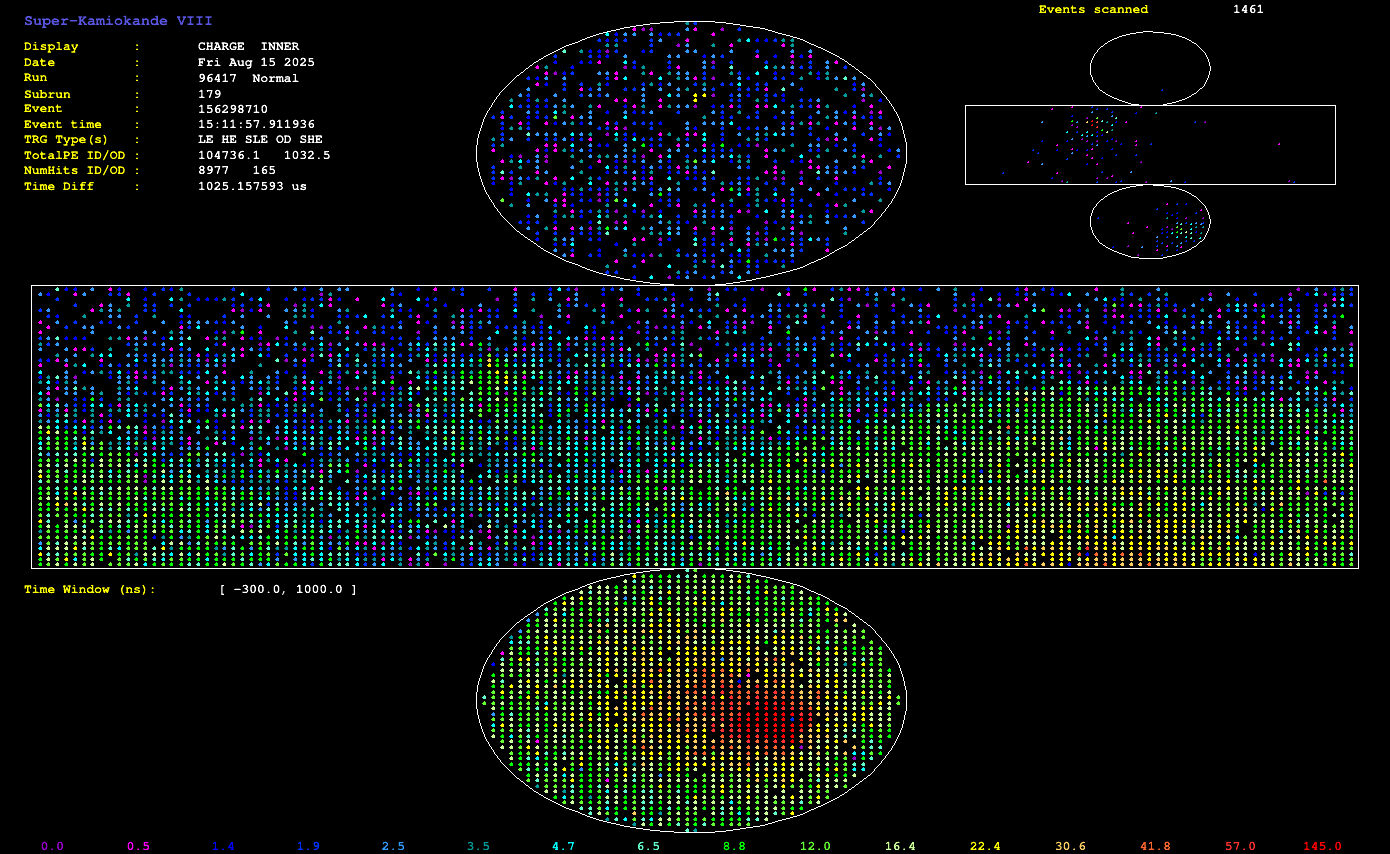 Super-Kamiokande VIII
Events scanned 1461
Display : CHARGE INNER
Date : Fri Aug 15 2025
Run : 96417 Normal
Subrun : 179
Event : 156298710
Event time : 15:11:57.911936
TRG Type(s) : LE HE SLE OD SHE
TotalPE ID/OD : 104736.1 1032.5
NumHits ID/OD : 8977 165
Time Diff : 1025.157593 us
Time Window (ns): [ -300.0, 1000.0 ]
0.0 0.5 1.4 1.9 2.5 3.5 4.7 6.5 8.8 12.0 16.4 22.4 30.6 41.8 57.0 145.0